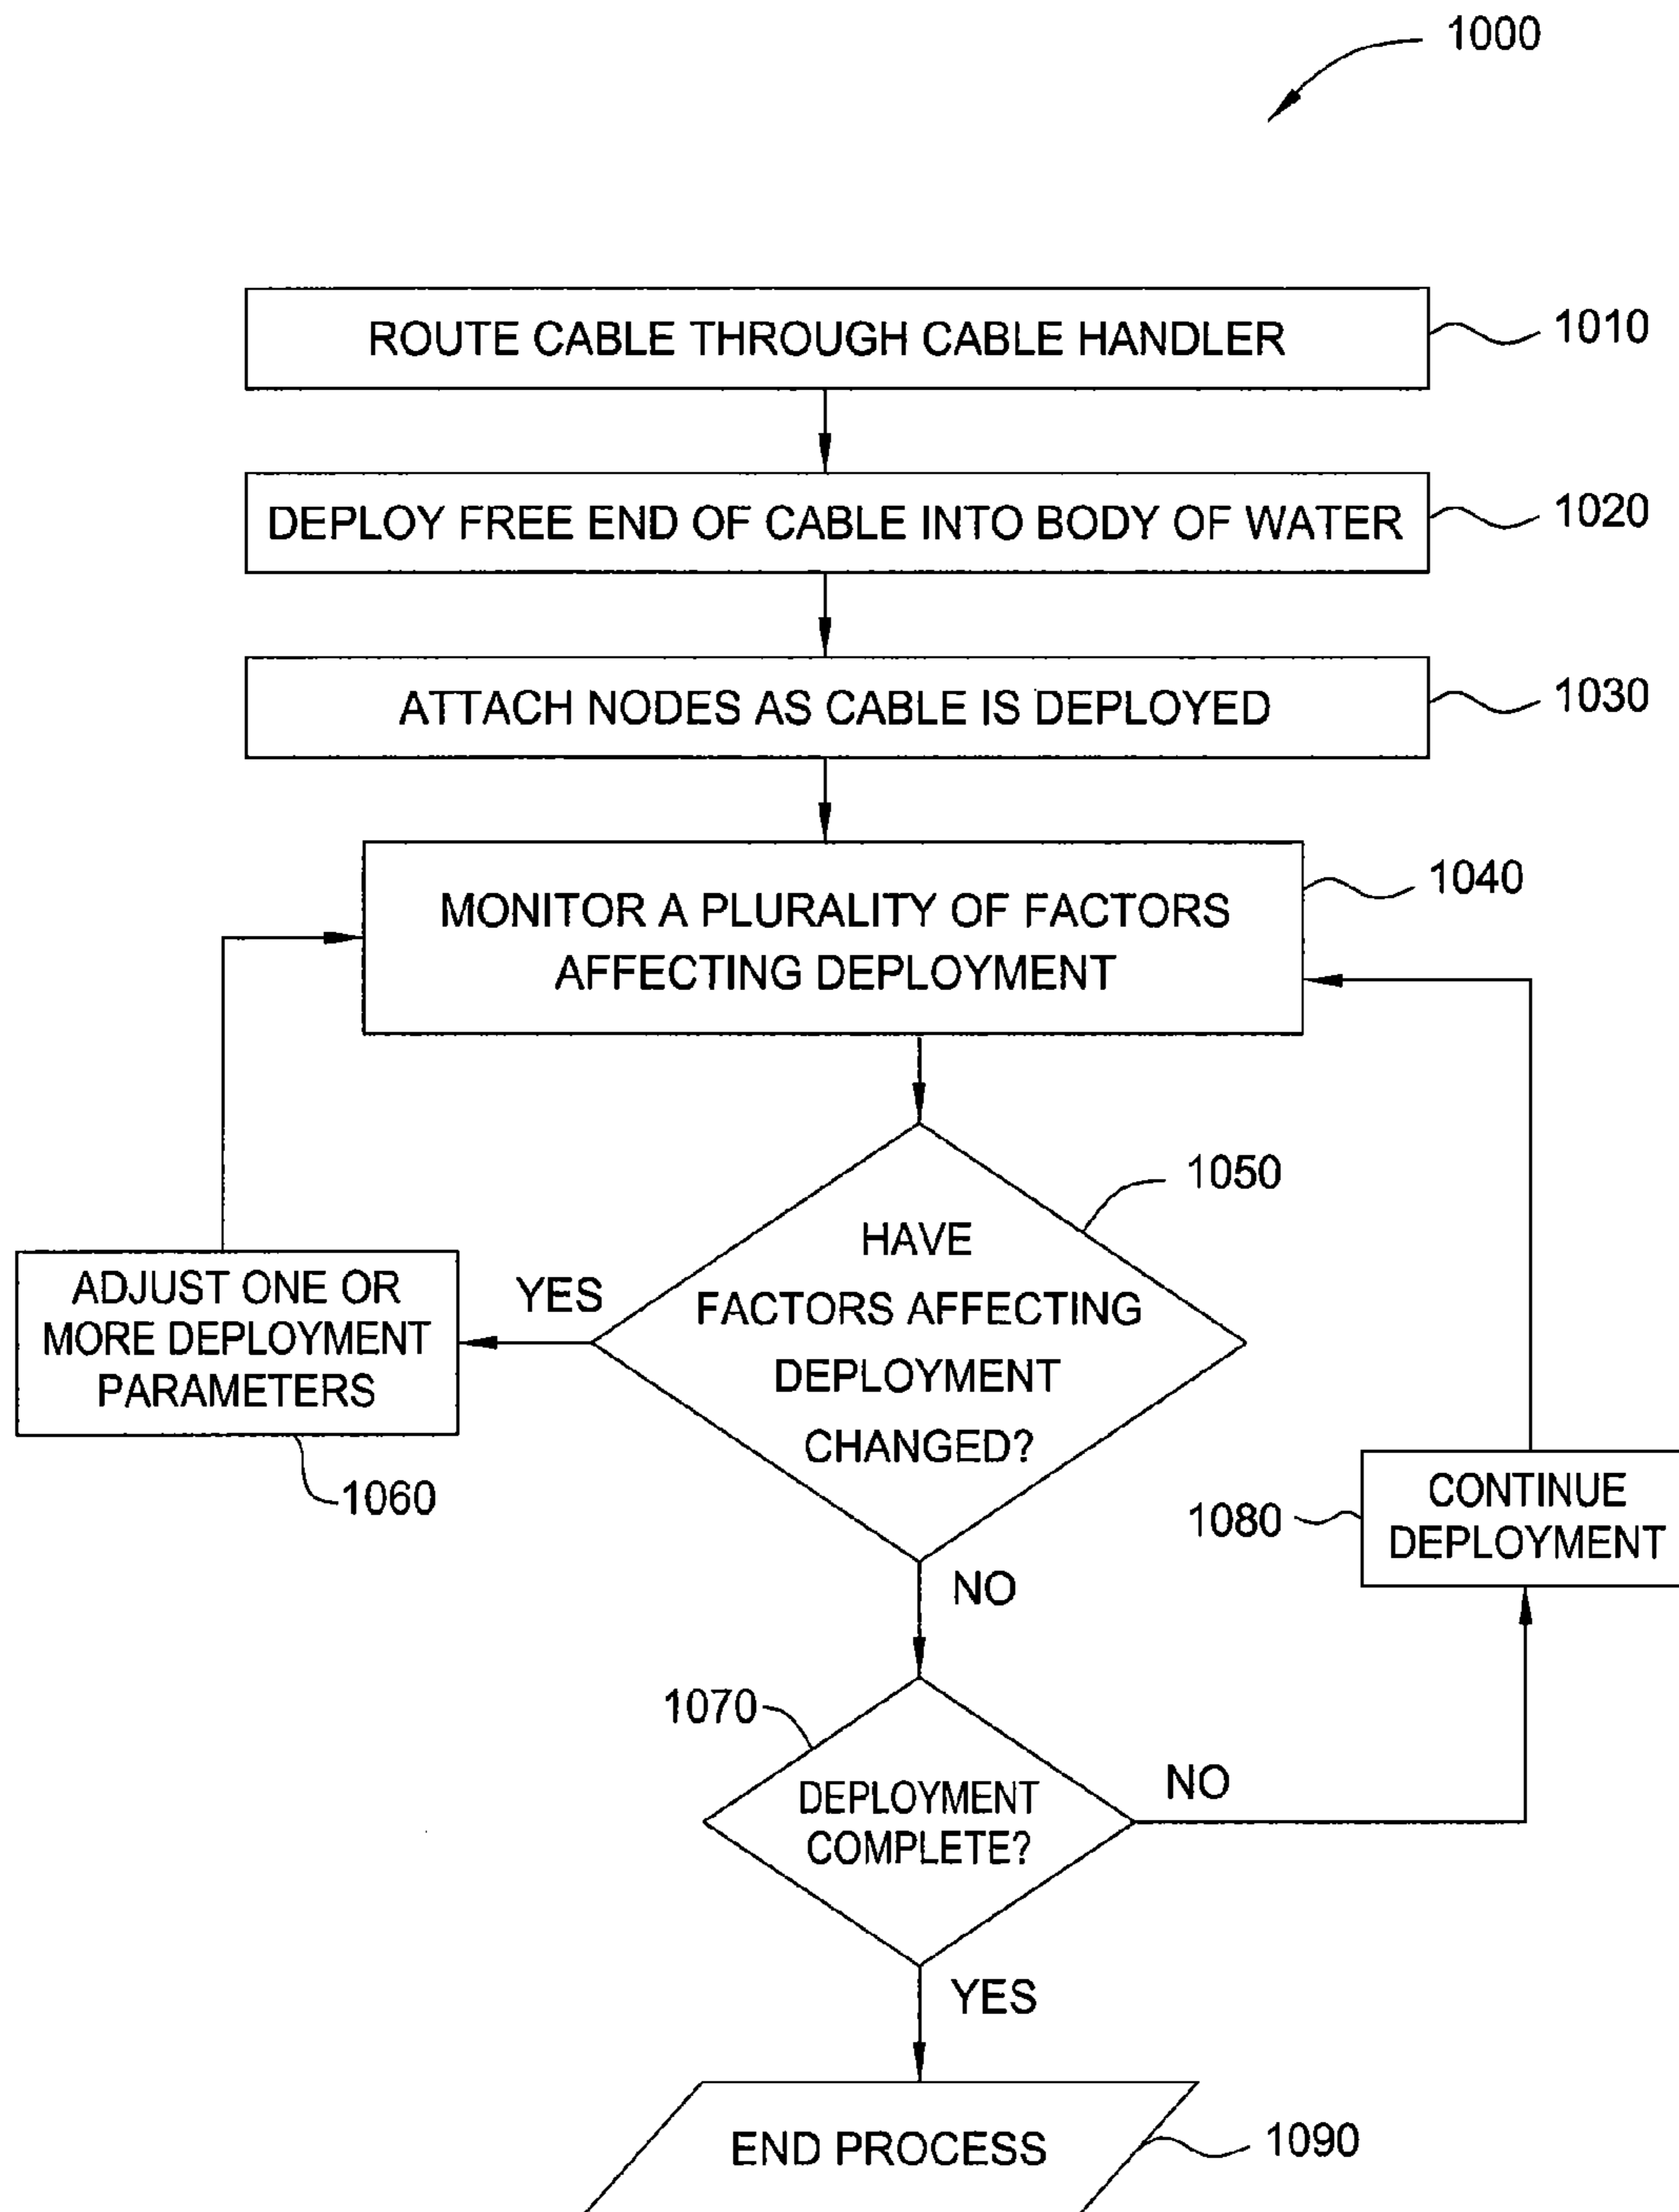 1000
ROUTE CABLE THROUGH CABLE HANDLER
1010
DEPLOY FREE END OF CABLE INTO BODY OF WATER
1020
ATTACH NODES AS CABLE IS DEPLOYED
1030
MONITOR A PLURALITY OF FACTORS
AFFECTING DEPLOYMENT
1040
HAVE
FACTORS AFFECTING
DEPLOYMENT
CHANGED?
1050
YES
ADJUST ONE OR
MORE DEPLOYMENT
PARAMETERS
1060
NO
CONTINUE
DEPLOYMENT
1080
1070
DEPLOYMENT
COMPLETE?
NO
YES
END PROCESS
1090